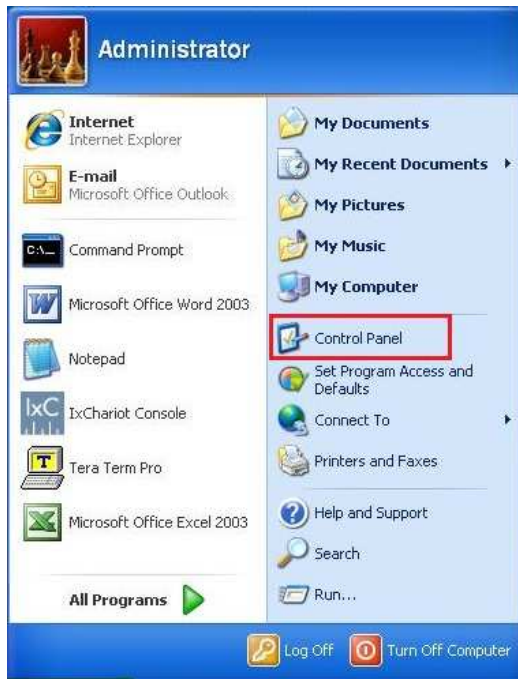 Administrator
Internet
Internet Explorer
E-mail
Microsoft Office Outlook
C:\_
Command Prompt
W
Microsoft Office Word 2003
Notepad
IxC
IxChariot Console
T
Tera Term Pro
Microsoft Office Excel 2003
All Programs
My Documents
My Recent Documents
My Pictures
My Music
My Computer
Control Panel
Set Program Access and
Defaults
Connect To
Printers and Faxes
Help and Support
Search
Run...
Log Off
Turn Off Computer